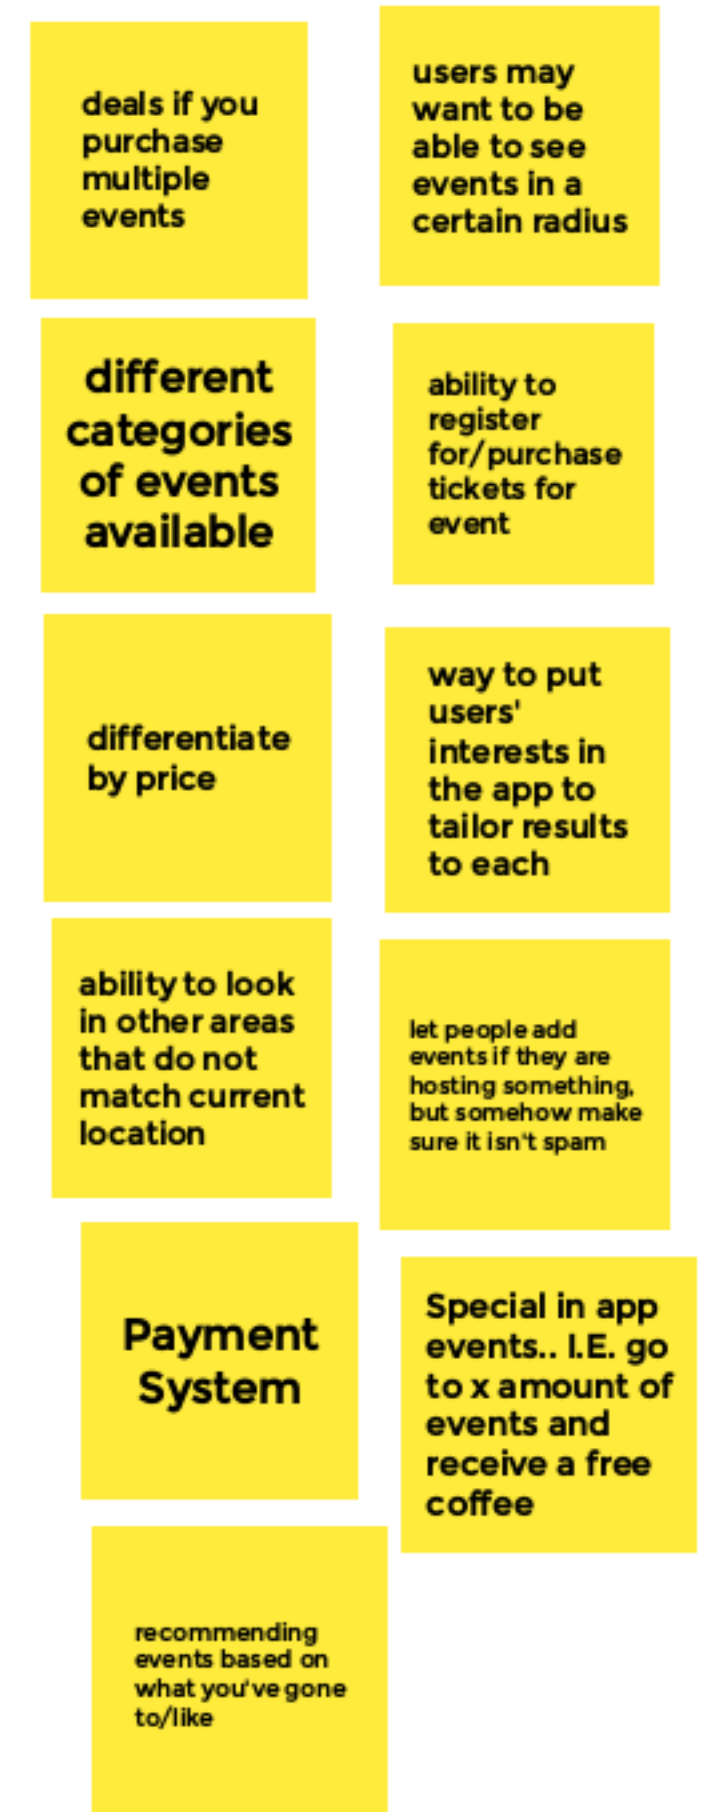 deals if you
purchase
multiple
events
users may
want to be
able to see
events in a
certain radius
different
categories
of events
available
ability to
register
for/purchase
tickets for
event
differentiate
by price
way to put
users'
interests in
the app to
tailor results
to each
ability to look
in other areas
that do not
match current
location
let people add
events if they are
hosting something,
but somehow make
sure it isn't spam
Payment
System
Special in app
events.. I.E. go
to x amount of
events and
receive a free
coffee
recommending
events based on
what you've gone
to/like